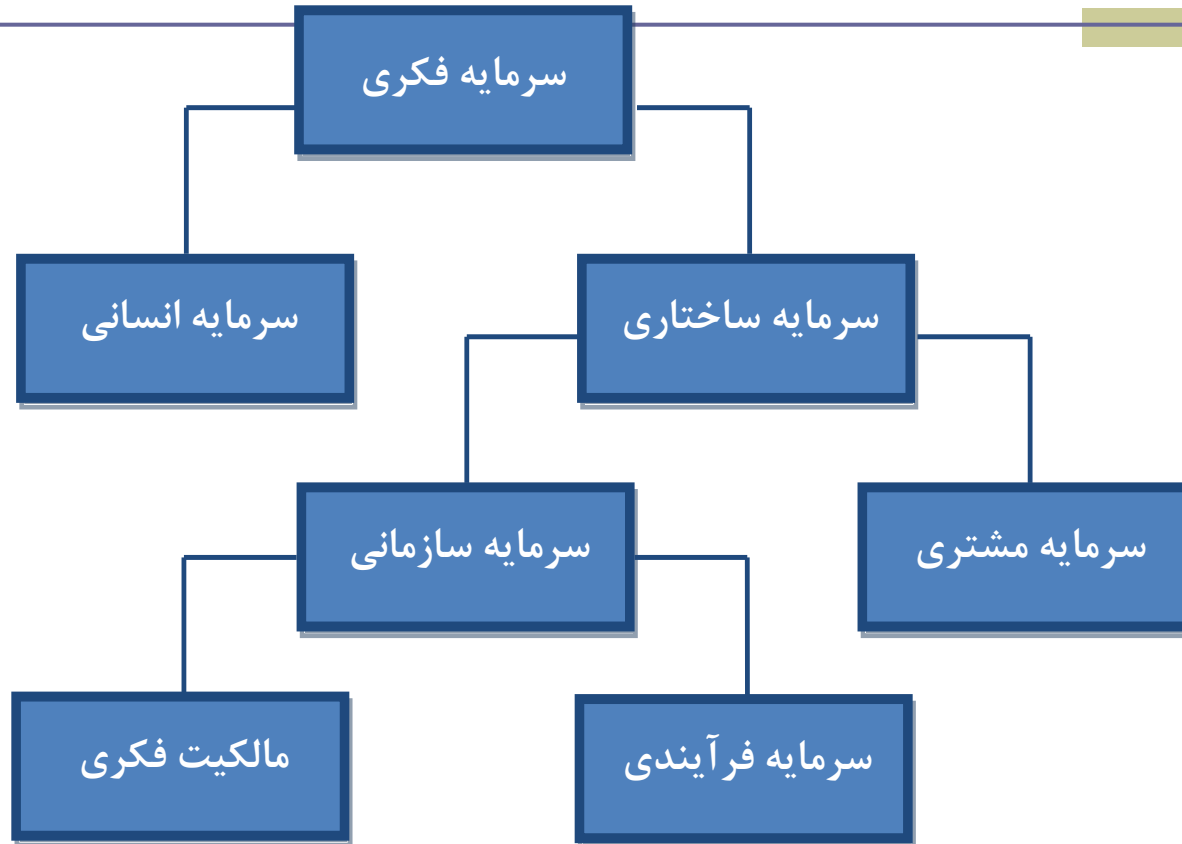 سرمایه فکری
سرمایه ساختاری
سرمایه انسانی
سرمایه مشتری
سرمایه سازمانی
سرمایه فرآیندی
مالکیت فکری